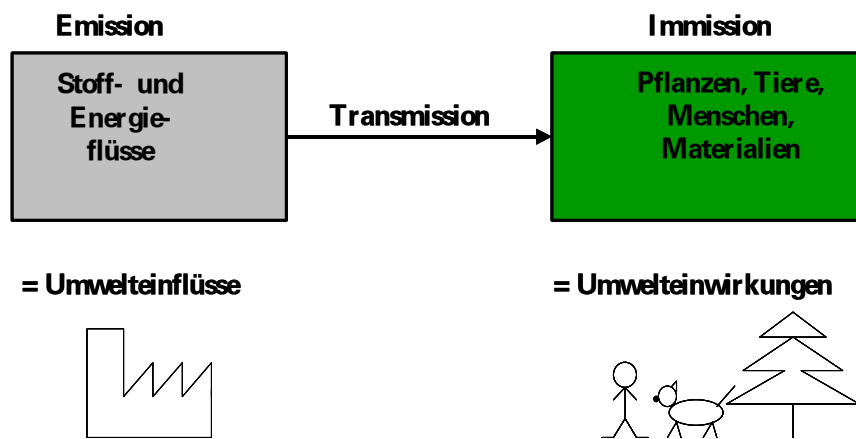 Emission
Immission
Stoff- und
Energie-
flüsse
Transmission
Pflanzen, Tiere,
Menschen,
Materialien
= Umwelteinflüsse
= Umwelteinwirkungen